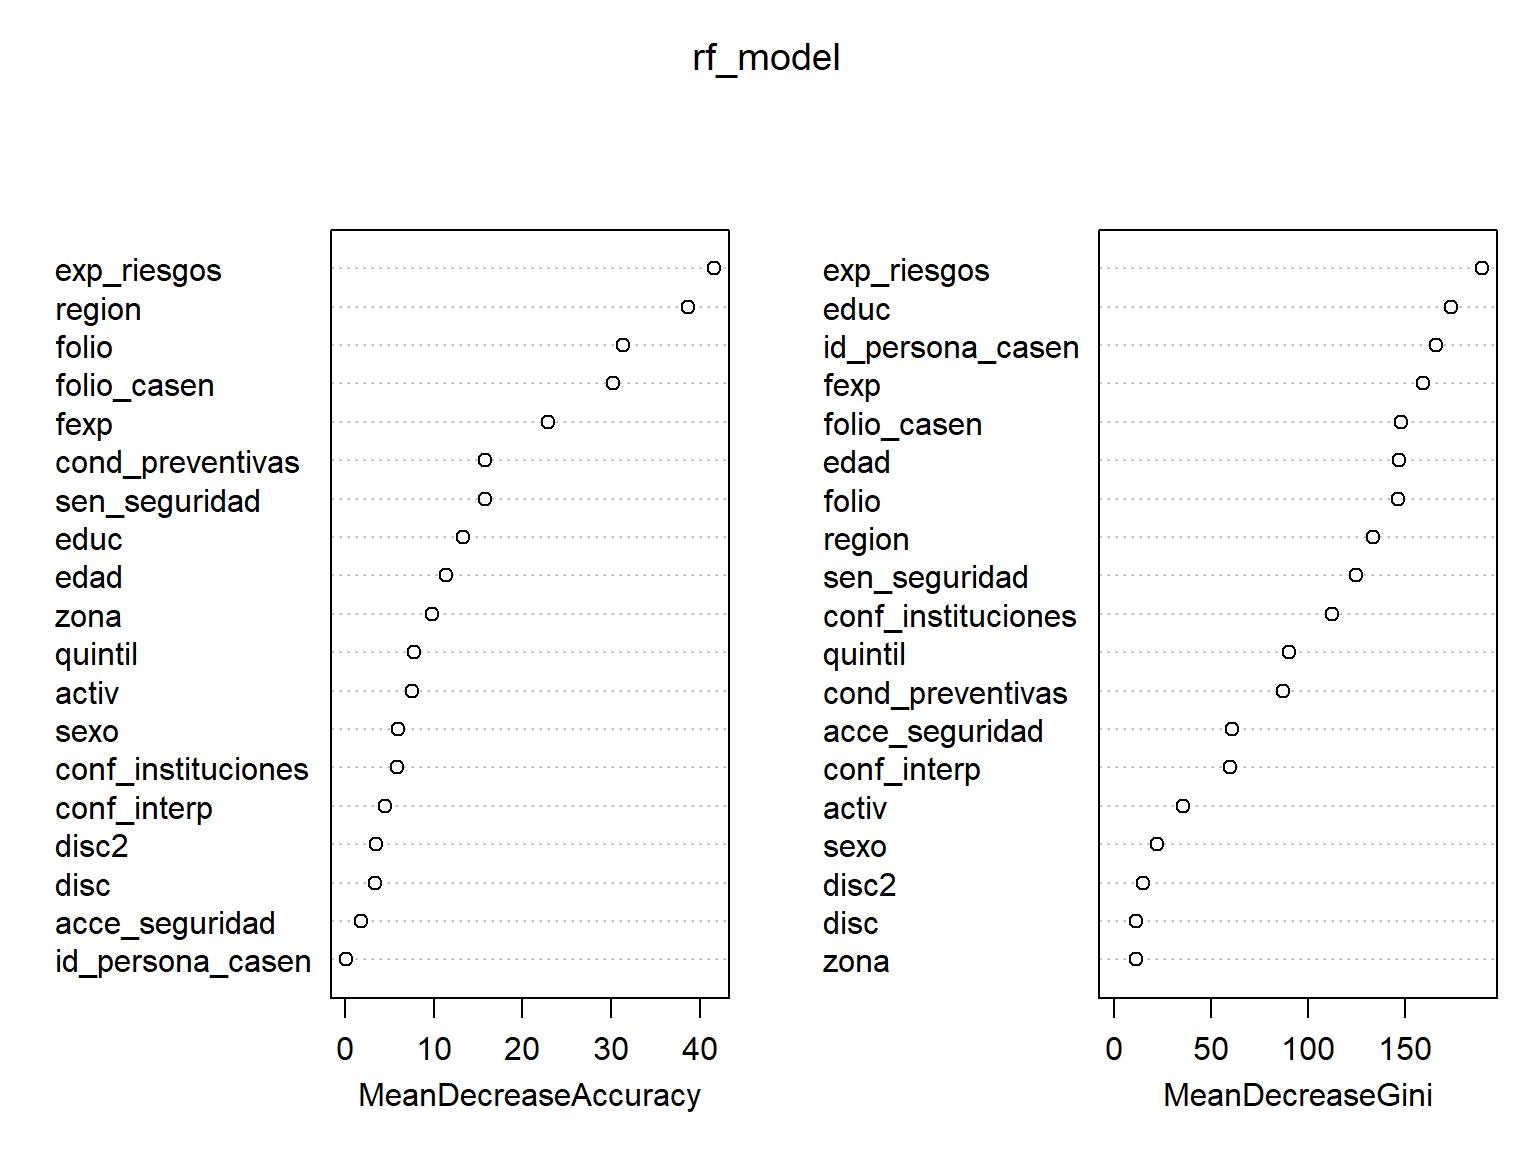 rf_model
exp_riesgos
region
folio
folio_casen
fexp
cond_preventivas
sen_seguridad
educ
edad
zona
quintil
activ
sexo
conf_instituciones
conf_interp
disc2
disc
acce_seguridad
id_persona_casen
0 10 20 30 40
MeanDecreaseAccuracy
exp_riesgos
educ
id_persona_casen
fexp
folio_casen
edad
folio
region
sen_seguridad
conf_instituciones
quintil
cond_preventivas
acce_seguridad
conf_interp
activ
sexo
disc2
disc
zona
0 50 100 150
MeanDecreaseGini